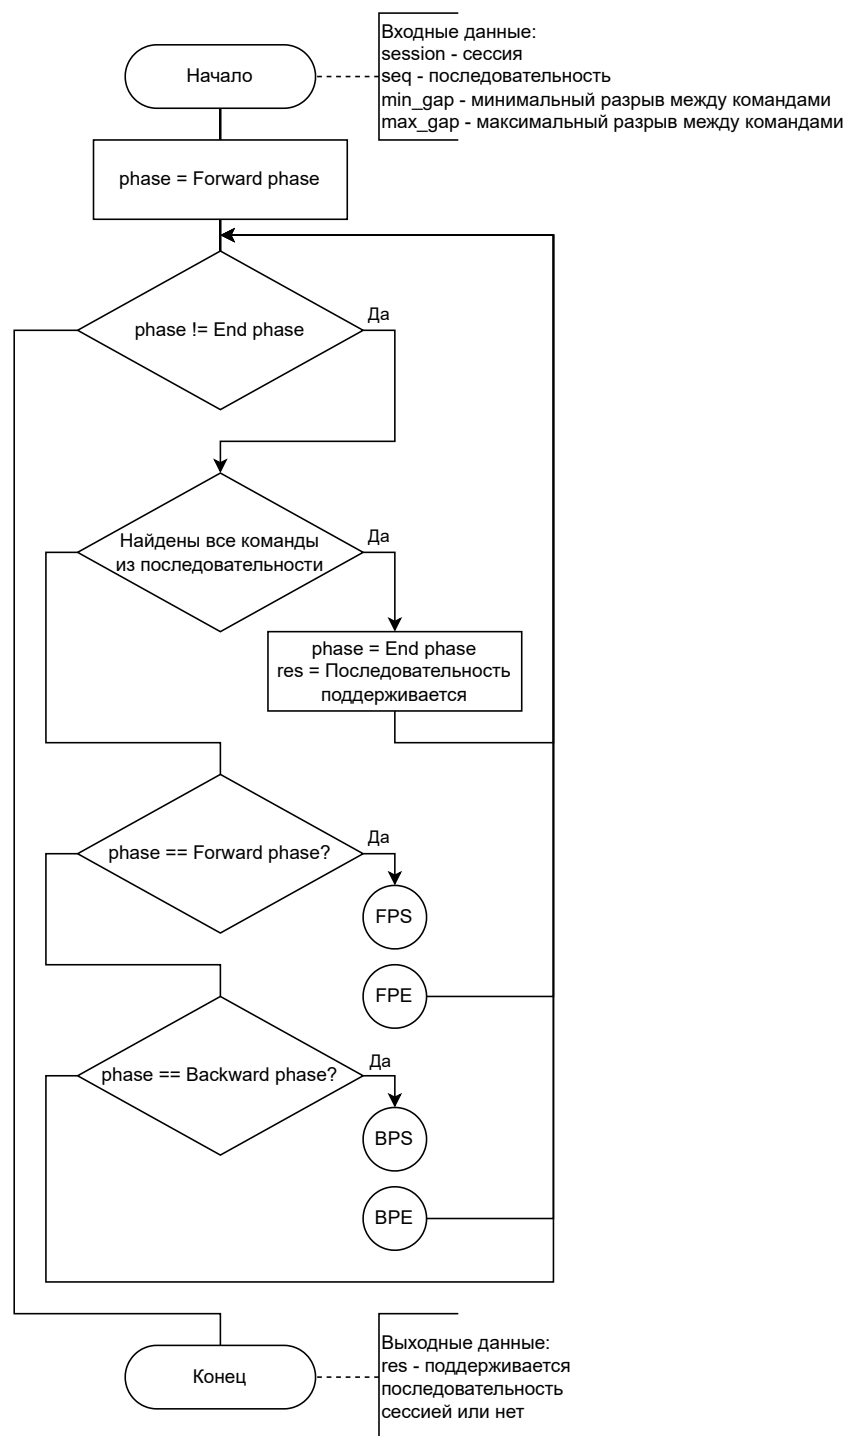 Входные данные:
session - сессия
seq - последовательность
min_gap - минимальный разрыв между командами
max_gap - максимальный разрыв между командами
Начало
phase = Forward phase
phase != End phase
Да
Найдены все команды
из последовательности
Да
phase = End phase
res = Последовательность
поддерживается
phase == Forward phase?
Да
FPS
FPE
phase == Backward phase?
Да
BPS
BPE
Конец
Выходные данные:
res - поддерживается
последовательность
сессией или нет